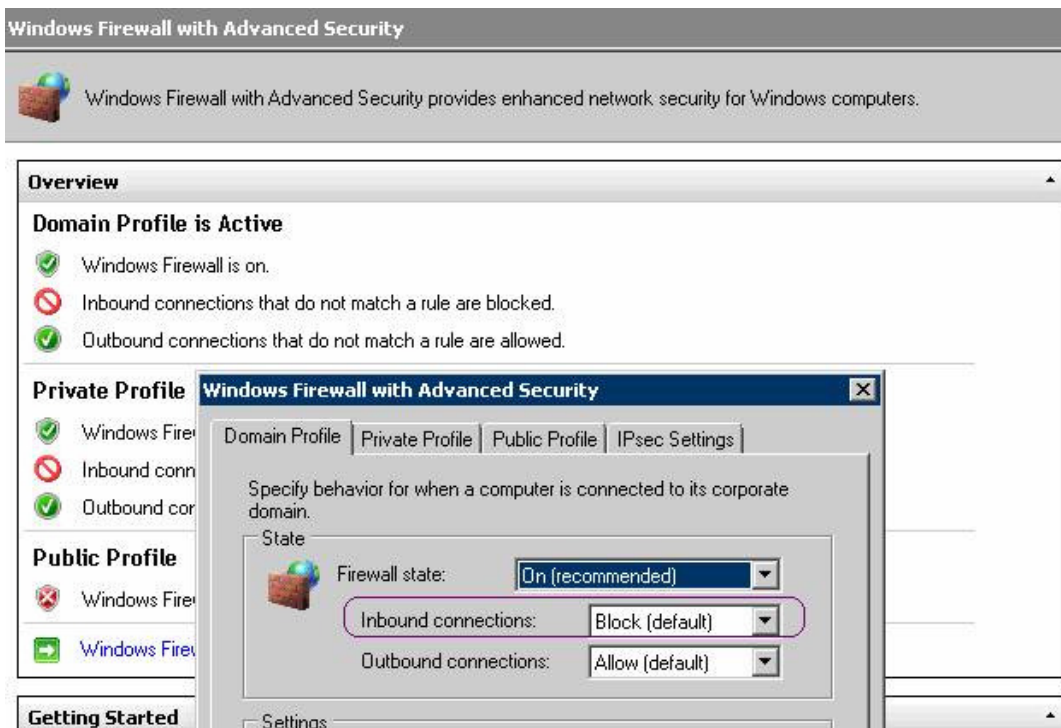 Windows Firewall with Advanced Security
Windows Firewall with Advanced Security provides enhanced network security for Windows computers.
Overview
Domain Profile is Active
Windows Firewall is on.
Inbound connections that do not match a rule are blocked.
Outbound connections that do not match a rule are allowed.
Private Profile
Windows Fire
Inbound conn
Outbound cor
Public Profile
Windows Fire
Windows Firew
Getting Started
Windows Firewall with Advanced Security
Domain Profile Private Profile Public Profile IPsec Settings
Specify behavior for when a computer is connected to its corporate
domain.
State
Firewall state: On (recommended)
Inbound connections: Block (default)
Outbound connections: Allow (default)
Settings